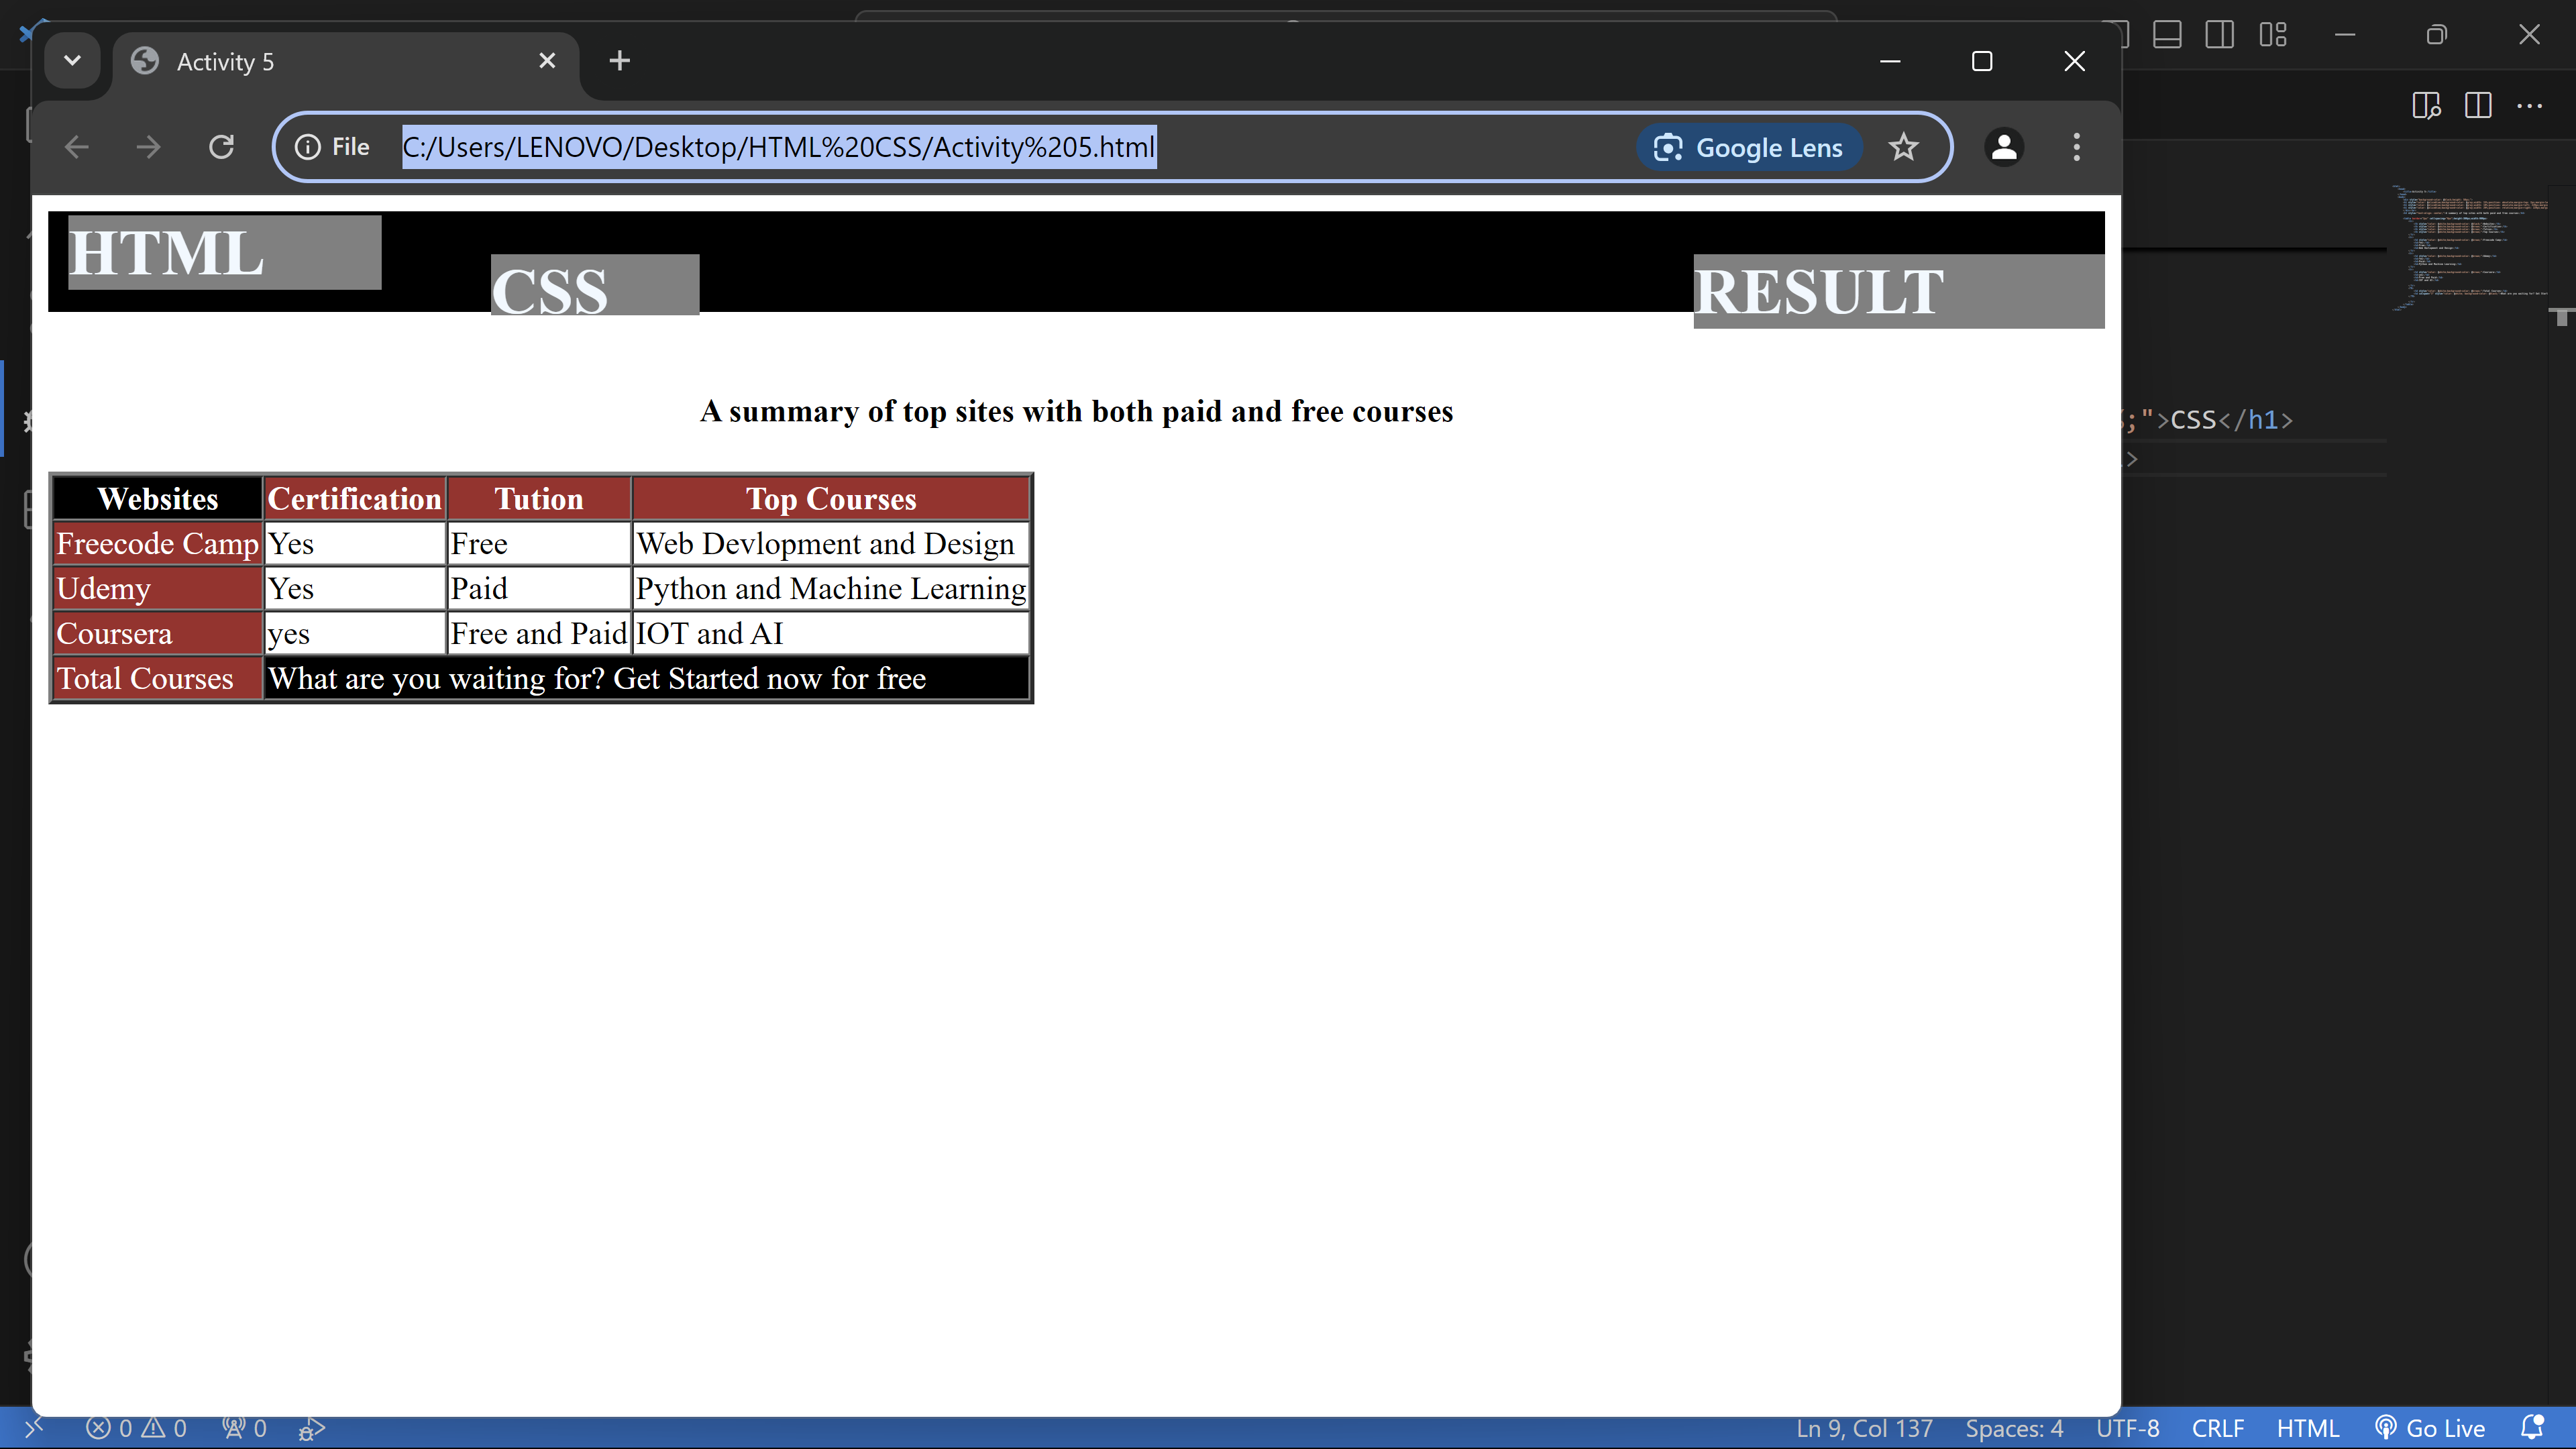 Activity 5
File C:/Users/LENOVO/Desktop/HTML%20CSS/Activity%205.html Google Lens
HTML
CSS
RESULT
A summary of top sites with both paid and free courses
Websites Certification Tution Top Courses
Freecode Camp Yes Free Web Devlopment and Design
Udemy Yes Paid Python and Machine Learning
Coursera yes Free and Paid IOT and AI
Total Courses What are you waiting for? Get Started now for free
;">CSS</h1>
>
0 0 0 Ln 9, Col 137 Spaces: 4 UTF-8 CRLF HTML Go Live